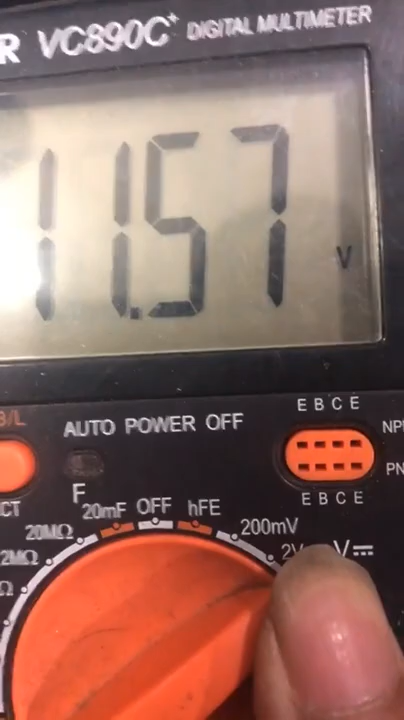 R VC890C+ DIGITAL MULTIMETER
11.57 V
B/L
AUTO POWER OFF
E B C E
NP
PN
E B C E
CT
F
20mF OFF hFE
200mV
20MΩ
2V V
2MΩ
Ω